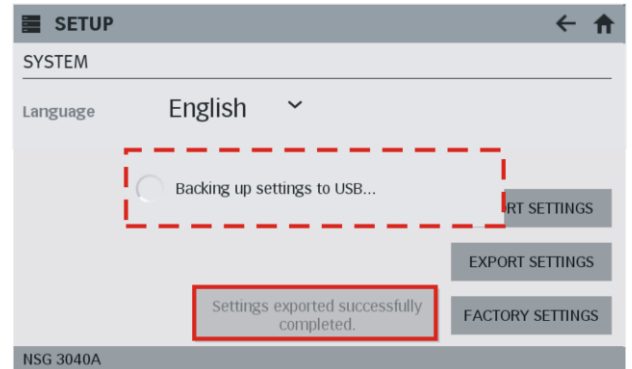 SETUP
SYSTEM
Language English
Backing up settings to USB...
RT SETTINGS
EXPORT SETTINGS
Settings exported successfully
completed.
FACTORY SETTINGS
NSG 3040A